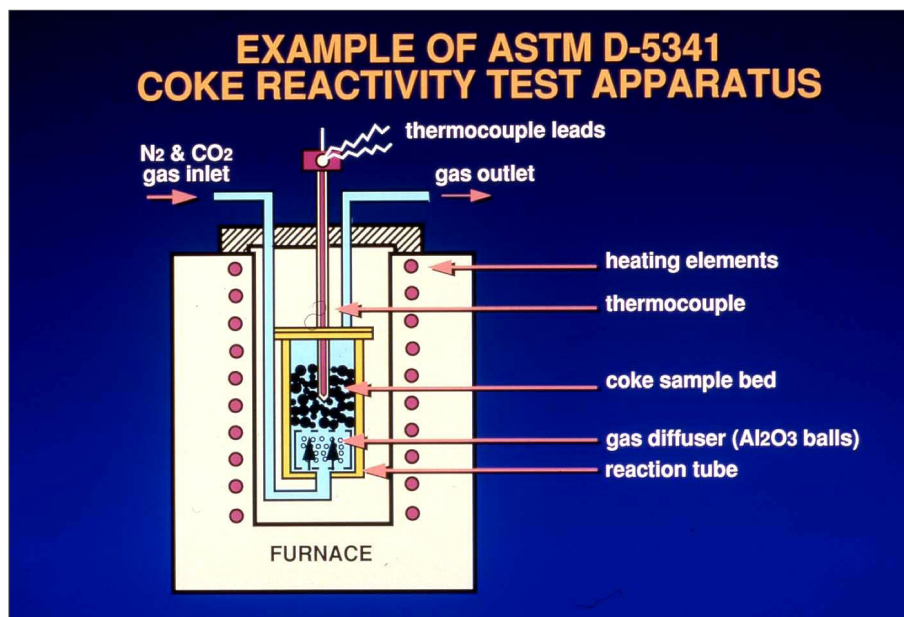 EXAMPLE OF ASTM D-5341
COKE REACTIVITY TEST APPARATUS
thermocouple leads
N2 & CO2
gas inlet
gas outlet
heating elements
thermocouple
coke sample bed
gas diffuser (Al2O3 balls)
reaction tube
FURNACE